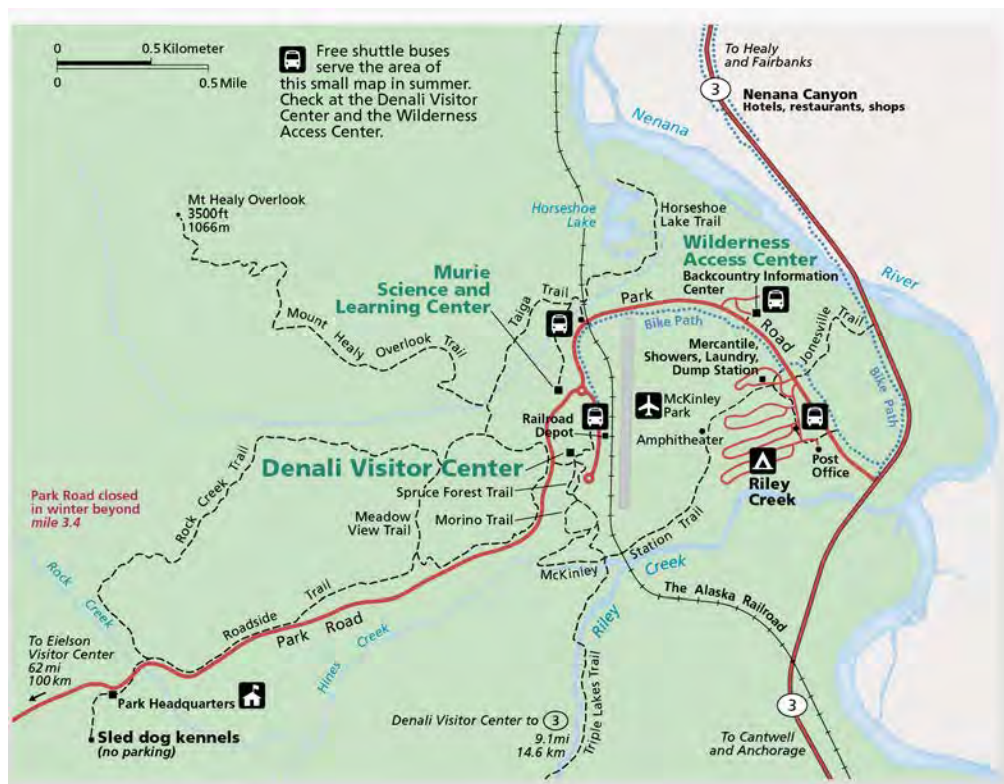 0 0.5 Kilometer
0 0.5 Mile
Free shuttle buses
serve the area of
this small map in summer.
Check at the Denali Visitor
Center and the Wilderness
Access Center.
To Healy
and Fairbanks
3
Nenana Canyon
Hotels, restaurants, shops
Nenana
River
Mt Healy Overlook
3500ft
1066m
Horseshoe
Lake
Horseshoe
Lake Trail
Wilderness
Access Center
Backcountry Information
Center
Murie
Science and
Learning Center
Taiga Trail
Park Road
Bike Path
Mount Healy Overlook Trail
Jonesville Trail
Mercantile,
Showers, Laundry,
Dump Station
Bike Path
McKinley
Park
Railroad
Depot
Amphitheater
Denali Visitor Center
Post
Office
Riley
Creek
Rock Creek Trail
Spruce Forest Trail
Park Road closed
in winter beyond
mile 3.4
Meadow
View Trail
Morino Trail
McKinley Station Trail
Rock Creek
Riley Creek
The Alaska Railroad
Roadside Trail
Park Road
Hines Creek
To Eielson
Visitor Center
62 mi
100 km
Park Headquarters
Sled dog kennels
(no parking)
Triple Lakes Trail
Denali Visitor Center to 3
9.1mi
14.6 km
3
To Cantwell
and Anchorage